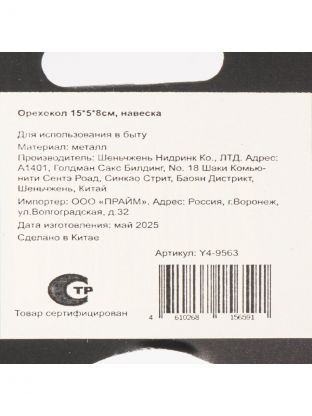 Орехокол 15*5*8см, навеска
Для использования в быту
Материал: металл
Производитель: Шеньчжень Нидринк Ко., ЛТД. Адрес:
А1401, Голдман Сакс Билдинг, No. 18 Шаки Комью-
нити Сентэ Роад, Синкао Стрит, Баоян Дистрикт,
Шеньчжень, Китай
Импортер: ООО «ПРАЙМ». Адрес: Россия, г.Воронеж,
ул.Волгоградская, д.32
Дата изготовления: май 2025
Сделано в Китае
Артикул: Y4-9563
ТР
Товар сертифицирован
4 610268 156591